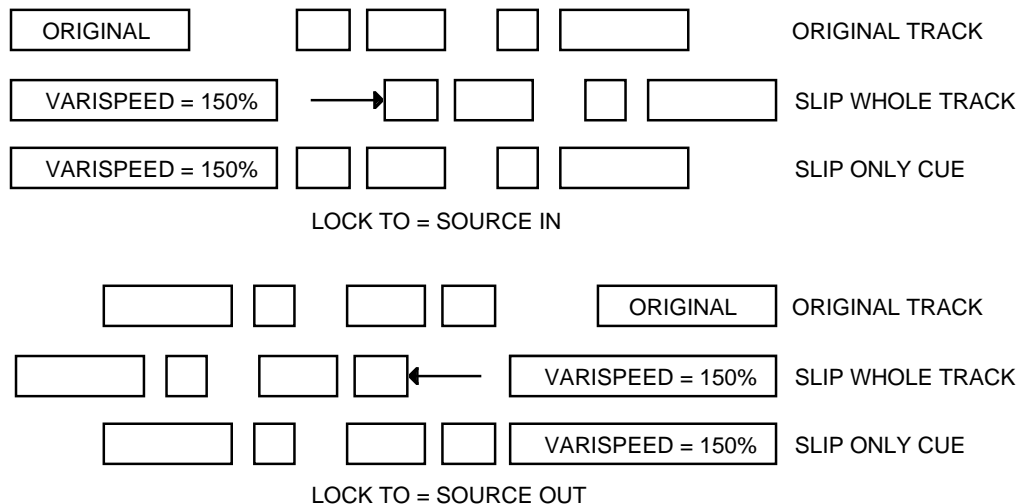 ORIGINAL ORIGINAL TRACK
VARISPEED = 150% SLIP WHOLE TRACK
VARISPEED = 150% SLIP ONLY CUE
LOCK TO = SOURCE IN
ORIGINAL ORIGINAL TRACK
VARISPEED = 150% SLIP WHOLE TRACK
VARISPEED = 150% SLIP ONLY CUE
LOCK TO = SOURCE OUT